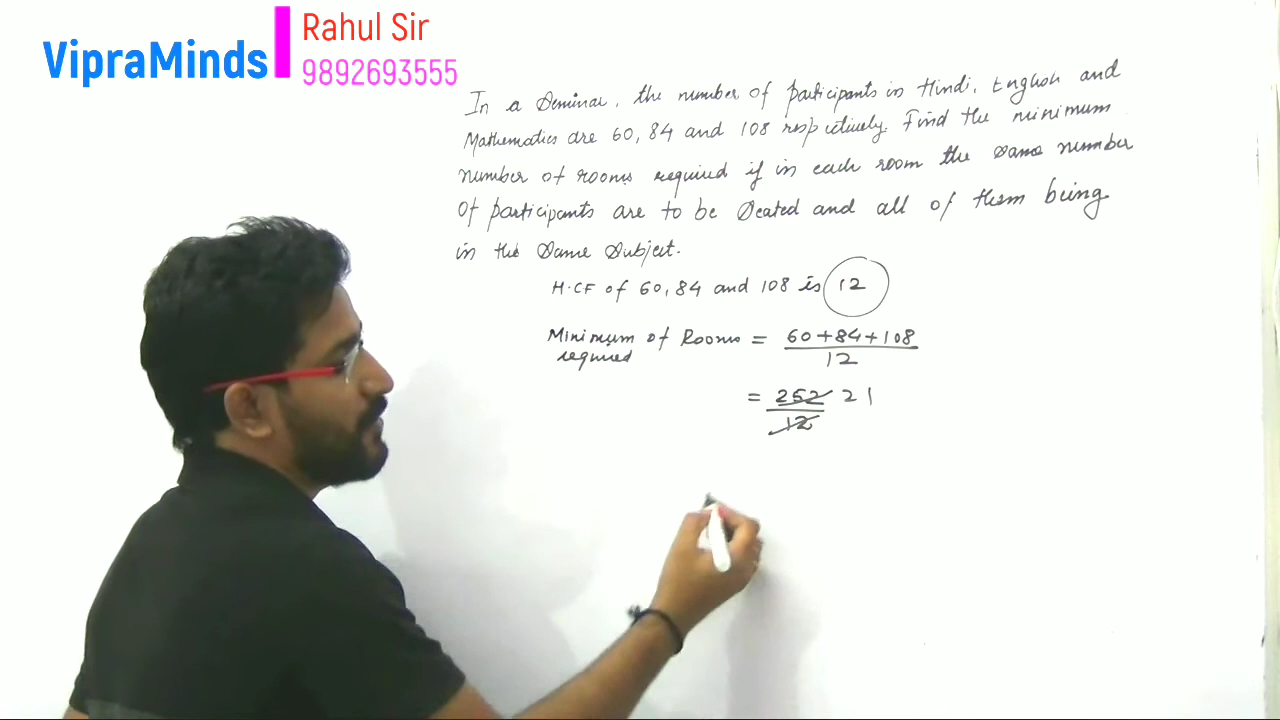 VipraMinds
Rahul Sir
9892693555
In a Seminar, the number of participants in Hindi, English and
Mathematics are 60, 84 and 108 respectively. Find the minimum
number of rooms required if in each room the same number
Of participants are to be Seated and all of them being
in the Same Subject.
H.CF of 60, 84 and 108 is 12
Minimum of Rooms = 60+84+108
required 12
= 252 21
12